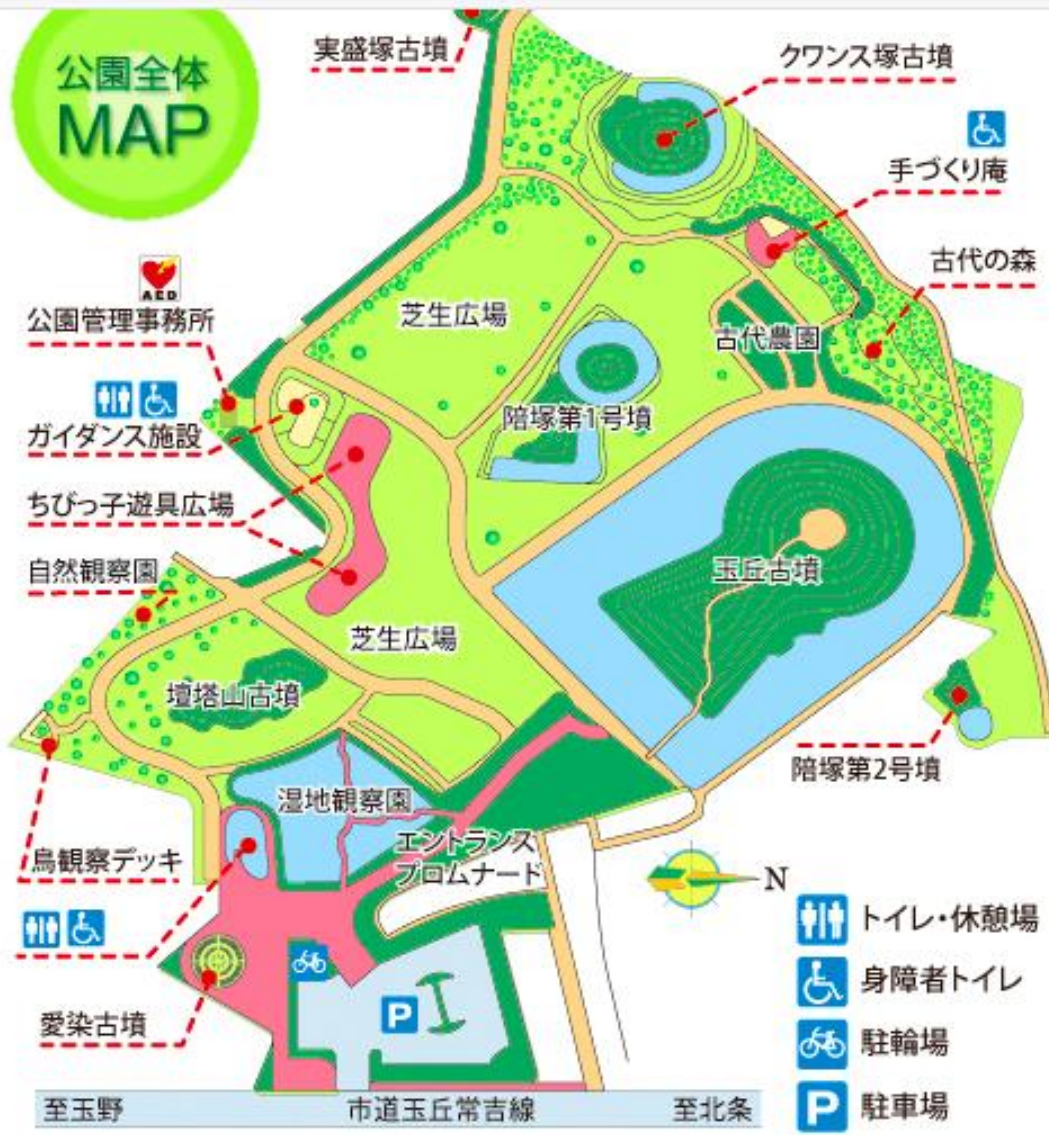 公園全体
MAP
実盛塚古墳
クワンス塚古墳
手づくり庵
古代の森
AED
公園管理事務所
芝生広場
古代農園
ガイダンス施設
陪塚第1号墳
ちびっ子遊具広場
自然観察園
玉丘古墳
芝生広場
壇塔山古墳
陪塚第2号墳
湿地観察園
鳥観察デッキ
エントランス
プロムナード
N
トイレ・休憩場
身障者トイレ
愛染古墳
P
駐輪場
P
駐車場
至玉野
市道玉丘常吉線
至北条